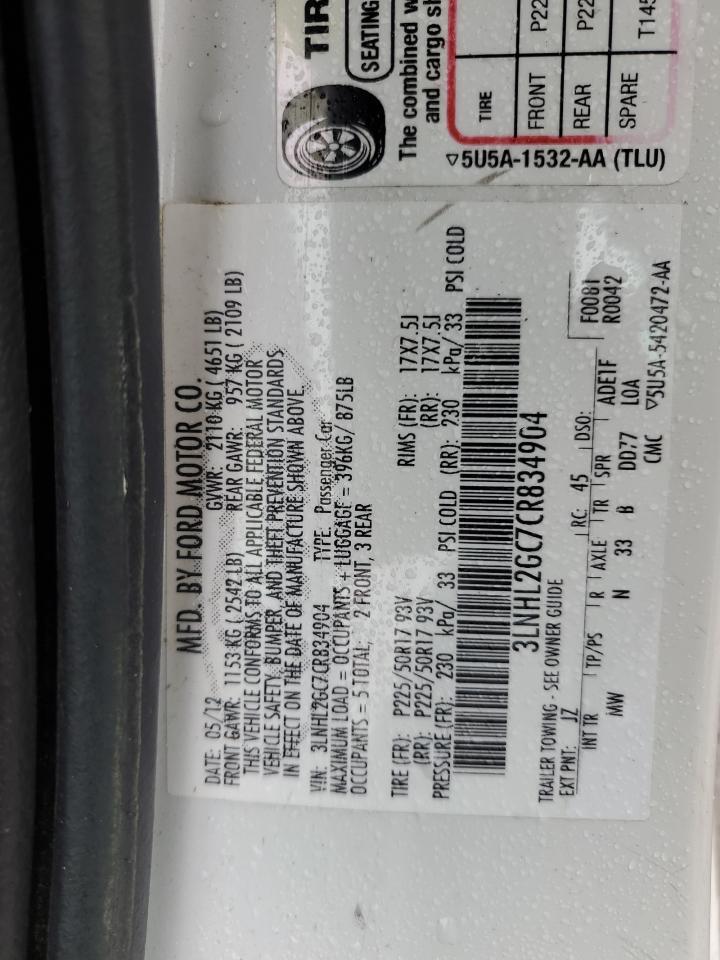 MFD. BY FORD MOTOR CO.
DATE: 05/12 GVWR: 2110 KG ( 4651 LB)
FRONT GAWR: 1153 KG ( 2542 LB) REAR GAWR: 957 KG ( 2109 LB)
THIS VEHICLE CONFORMS TO ALL APPLICABLE FEDERAL MOTOR
VEHICLE SAFETY, BUMPER, AND THEFT PREVENTION STANDARDS
IN EFFECT ON THE DATE OF MANUFACTURE SHOWN ABOVE.
VIN: 3LNHL2GC7CR834904 TYPE: Passenger Car
MAXIMUM LOAD = OCCUPANTS + LUGGAGE = 396KG/ 875LB
OCCUPANTS = 5 TOTAL; 2 FRONT, 3 REAR
TIRE (FR): P225/50R17 93V RIMS (FR): 17X7.5J
(RR): P225/50R17 93V (RR): 17X7.5J
PRESSURE (FR): 230 kPa/ 33 PSI COLD (RR): 230 kPa/ 33 PSI COLD
3LNHL2GC7CR834904
TRAILER TOWING - SEE OWNER GUIDE
EXT PNT: JZ RC: 45 DSO: F0081
R0042
INT TR TP/PS R AXLE TR SPR ADE1F
MW N 33 B DD77 LOA
CMC ▽5U5A-5420472-AA
TIR
SEATING
The combined w
and cargo sh
TIRE
FRONT P22
REAR P22
SPARE T145
▽5U5A-1532-AA (TLU)